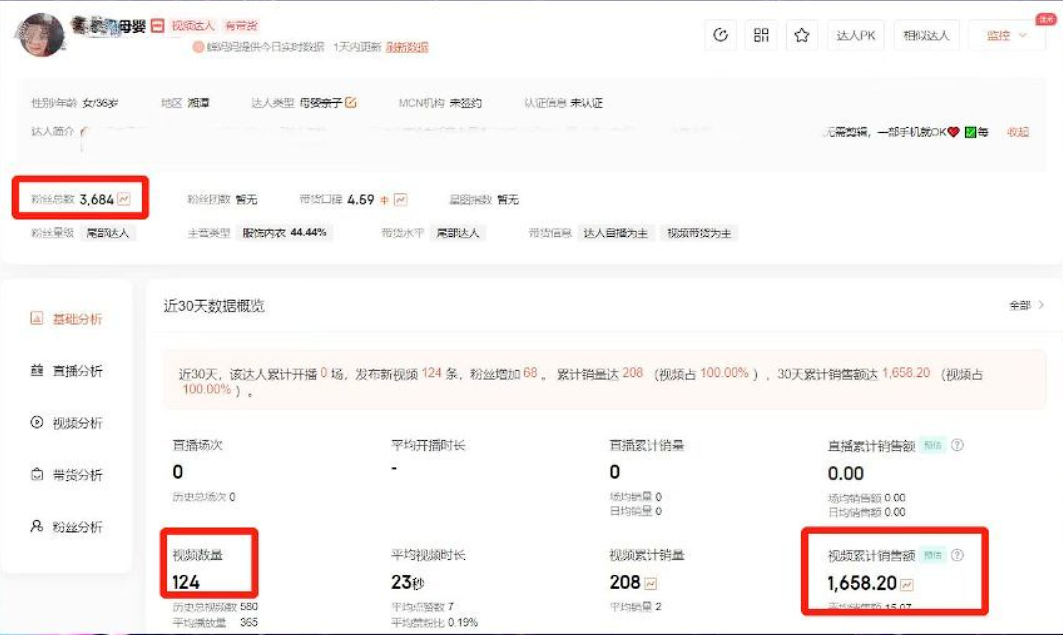 母婴 视频达人 有带货
蝉妈妈提供今日实时数据 1天内更新 刷新数据
达人PK 相似达人 监控
性别/年龄 女/36岁 地区 湘潭 达人类型 母婴亲子 MCN机构 未签约 认证信息 未认证
达人简介 无需剪辑，一部手机就OK❤️✅每 收起
粉丝总数 3,684 粉丝团数 暂无 带货口碑 4.59 中 星图指数 暂无
粉丝量级 尾部达人 主营类型 服饰内衣 44.44% 带货水平 尾部达人 带货信息 达人自播为主 视频带货为主
基础分析
直播分析
视频分析
带货分析
粉丝分析
近30天数据概览 全部
近30天，该达人累计开播 0 场，发布新视频 124 条，粉丝增加 68 。 累计销量达 208 （视频占 100.00% ），30天累计销售额达 1,658.20 （视频占
100.00% ）。
直播场次 平均开播时长 直播累计销量 直播累计销售额 预估
0 - 0 0.00
历史总场次 0 场均销量 0 场均销售额 0.00
日均销量 0 日均销售额 0.00
视频数量 平均视频时长 视频累计销量 视频累计销售额 预估
124 23秒 208 1,658.20
历史总视频数 580 平均点赞数 7 平均销量 2 平均销售额 15.07
平均播放量 365 平均赞粉比 0.19%